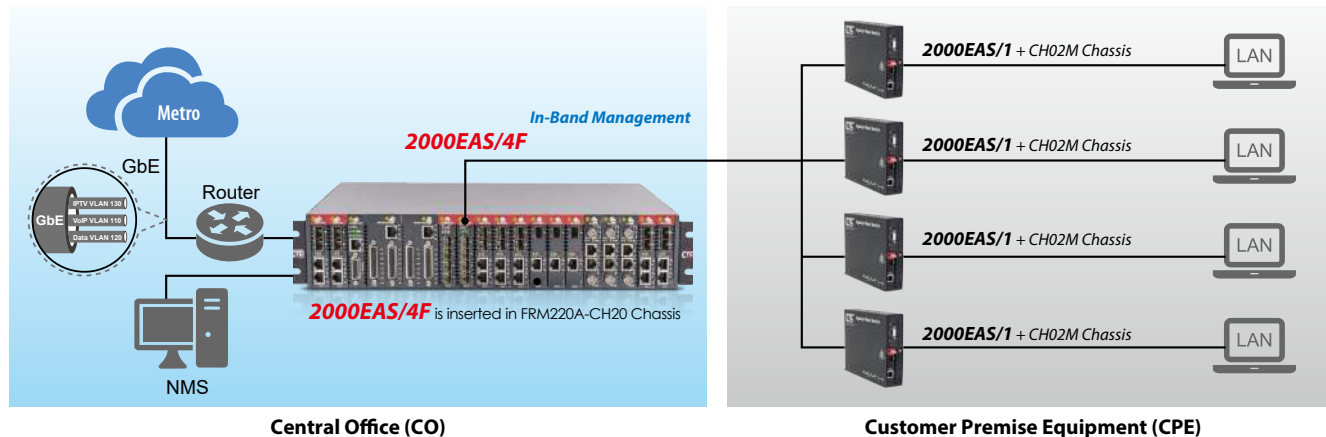 Metro
GbE
GbE
IPTV VLAN 130
VoIP VLAN 110
Data VLAN 120
Router
NMS
In-Band Management
2000EAS/4F
2000EAS/4F is inserted in FRM220A-CH20 Chassis
Central Office (CO)
2000EAS/1 + CH02M Chassis
LAN
2000EAS/1 + CH02M Chassis
LAN
2000EAS/1 + CH02M Chassis
LAN
2000EAS/1 + CH02M Chassis
LAN
Customer Premise Equipment (CPE)